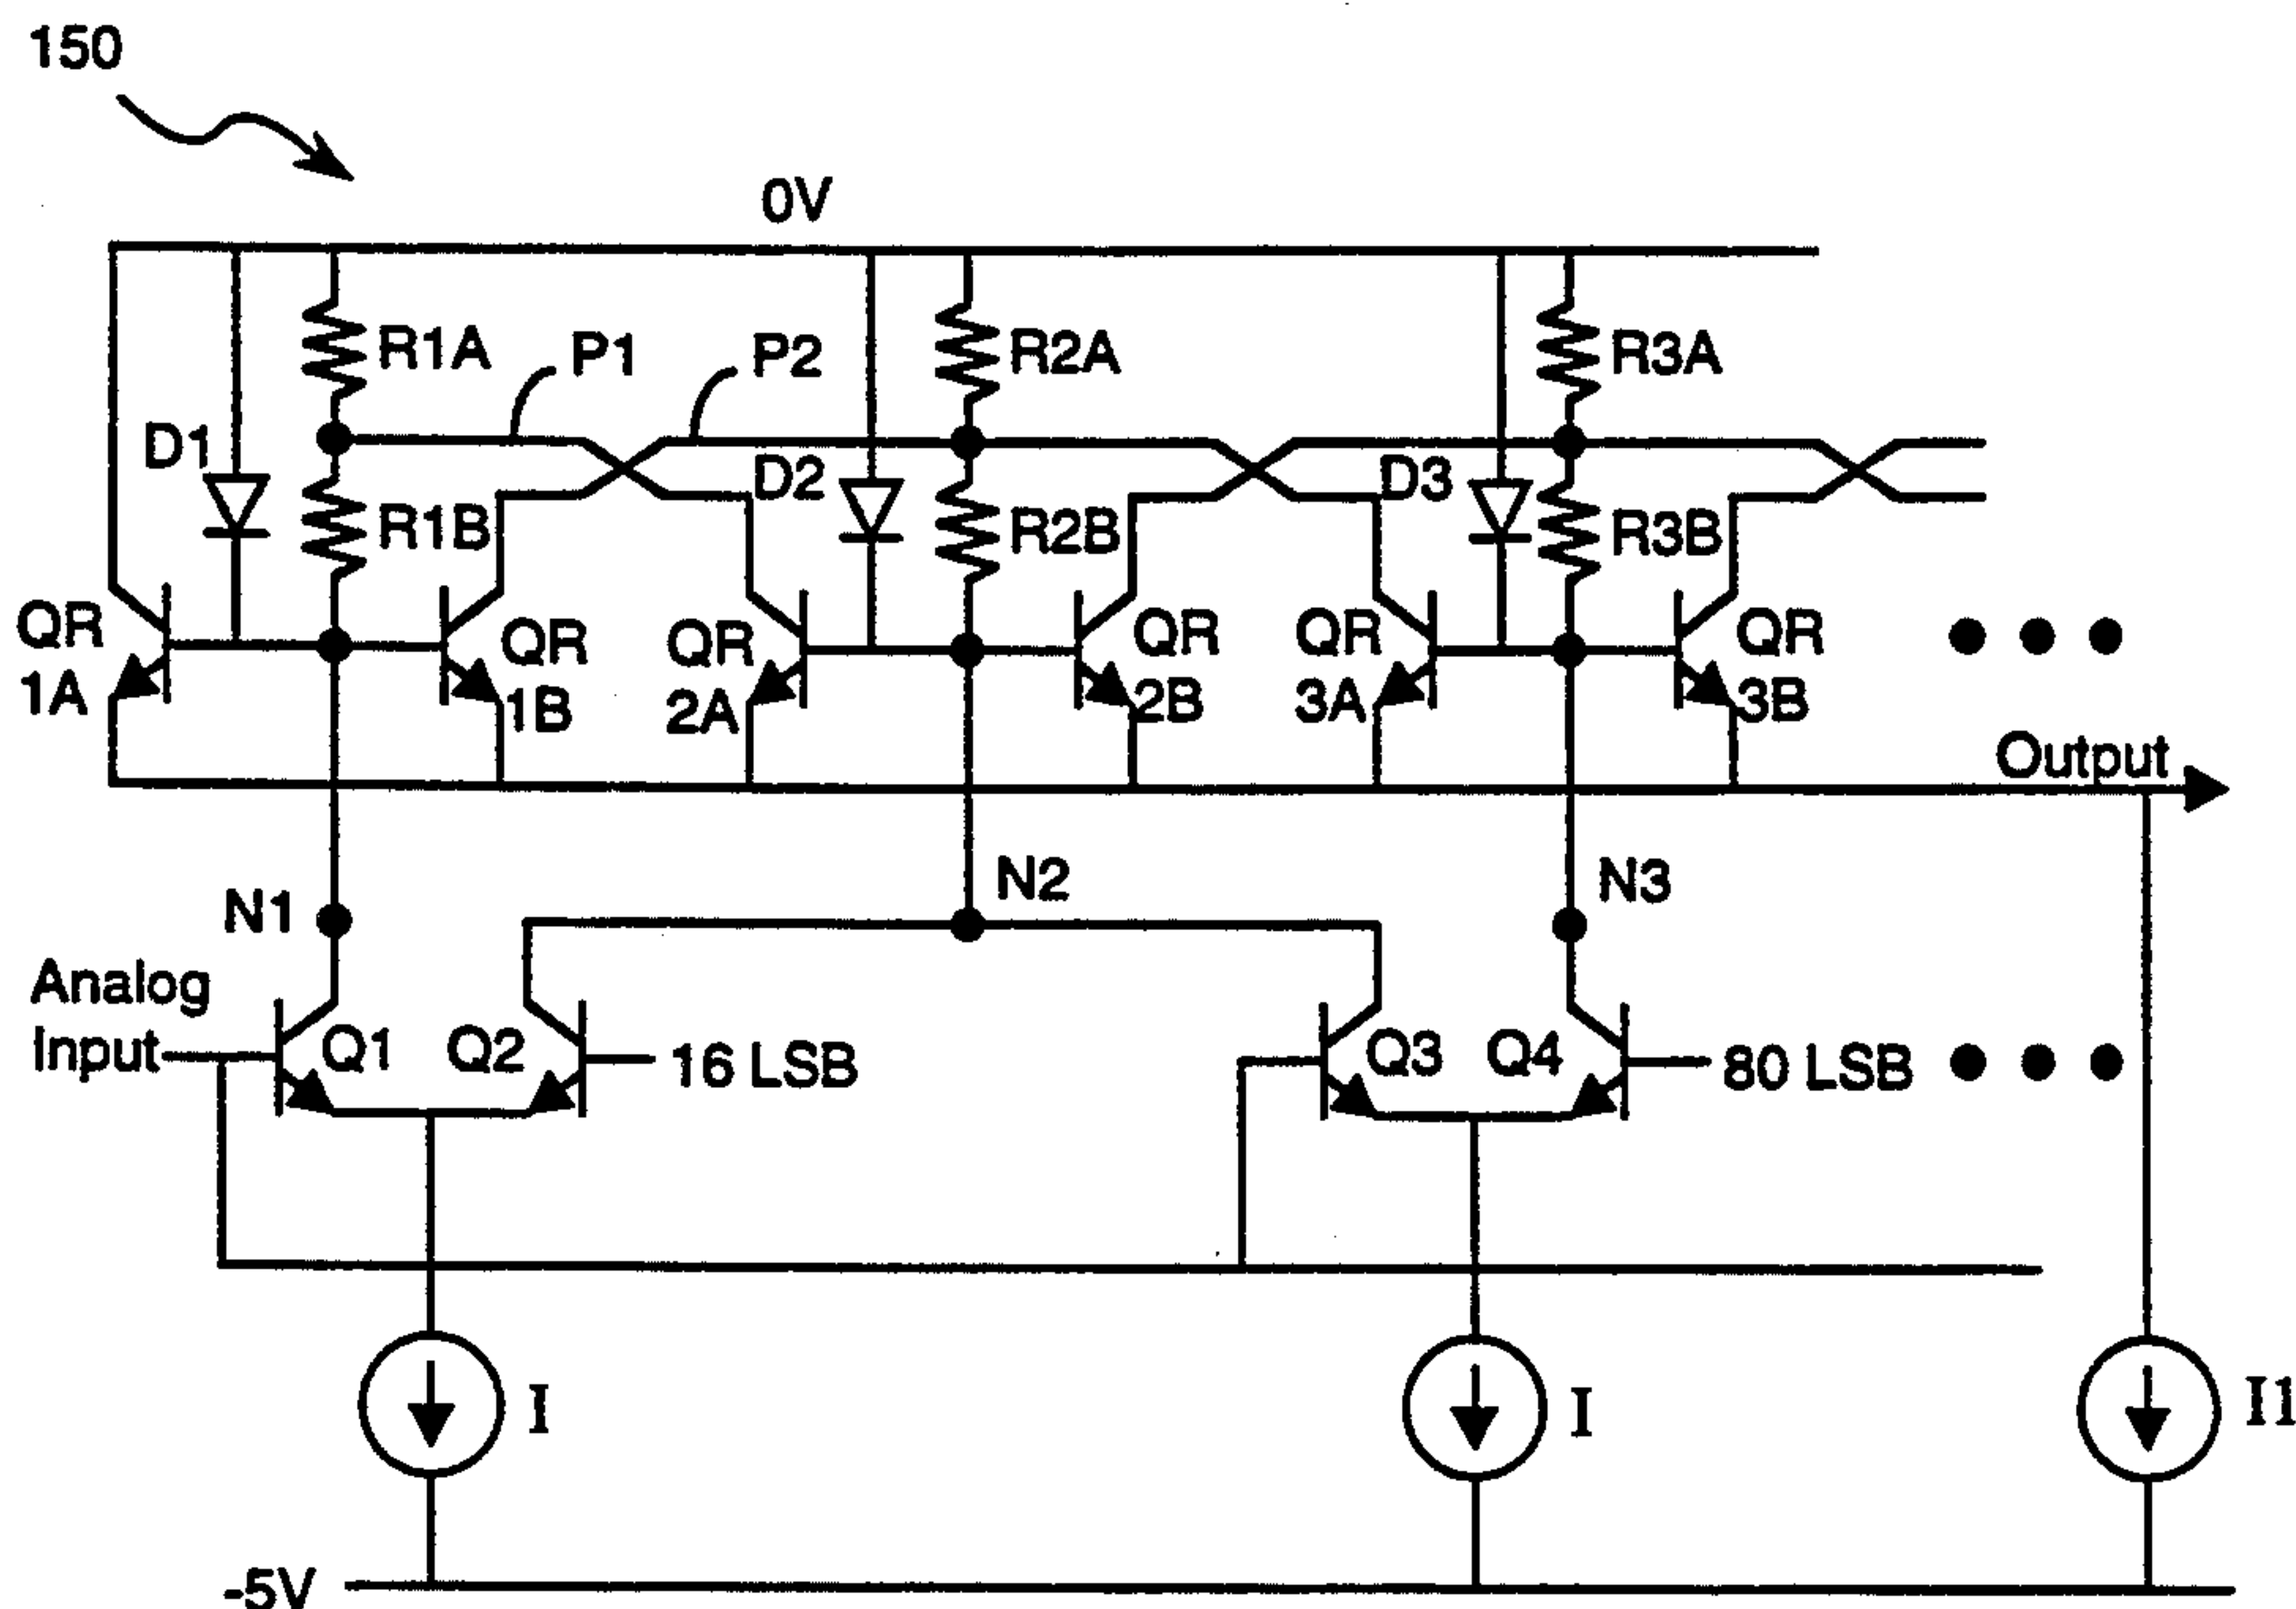 150
0V
R1A
P1
P2
R2A
R3A
D1
D2
D3
R1B
R2B
R3B
QR
1A
QR
1B
QR
2A
QR
2B
QR
3A
QR
3B
Output
N1
N2
N3
Analog
Input
Q1
Q2
16 LSB
Q3
Q4
80 LSB
I
I
I1
-5V